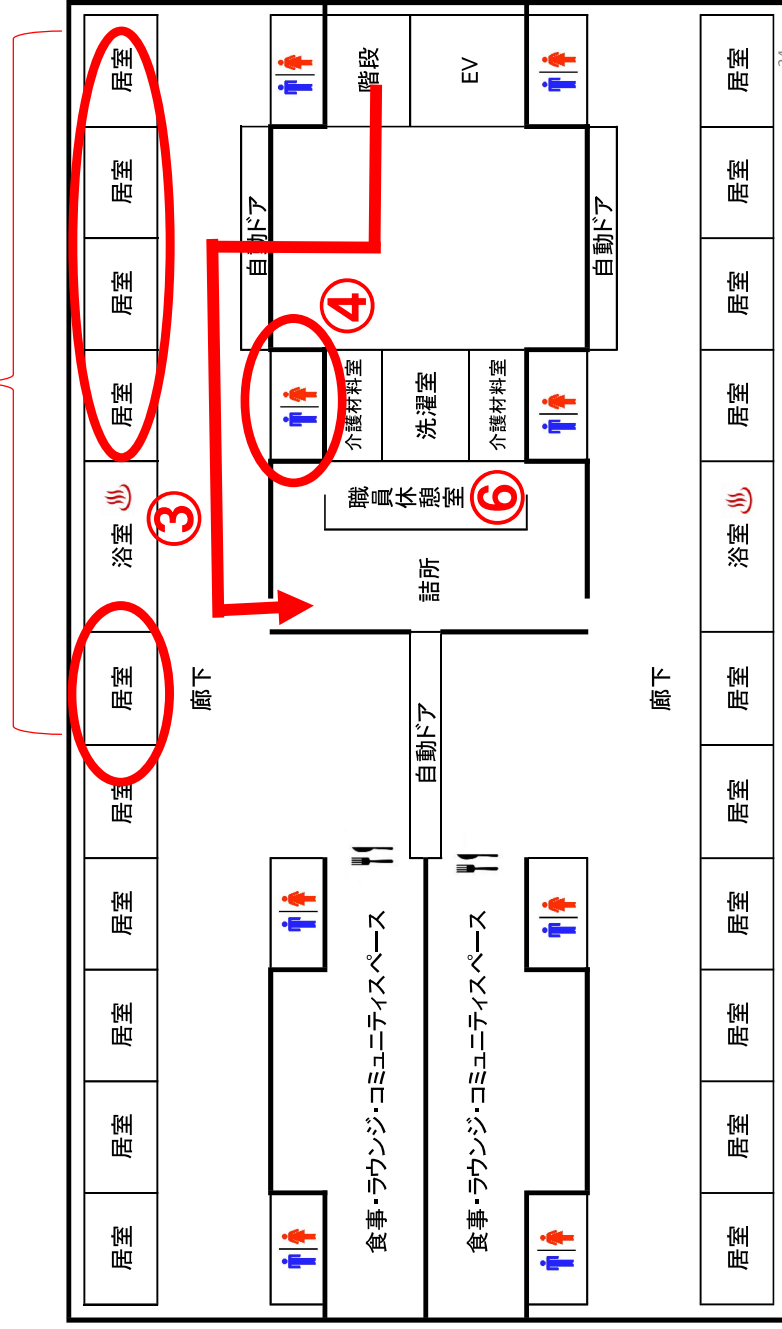 居室
居室
居室
居室
居室
居室
浴室
居室
居室
居室
居室
③
廊下
自動ドア
④
介護材料室
階段
食事・ラウンジ・コミュニティスペース
自動ドア
詰所
職員休憩室
洗濯室
EV
食事・ラウンジ・コミュニティスペース
⑥
介護材料室
自動ドア
廊下
居室
居室
居室
居室
居室
居室
浴室
居室
居室
居室
居室